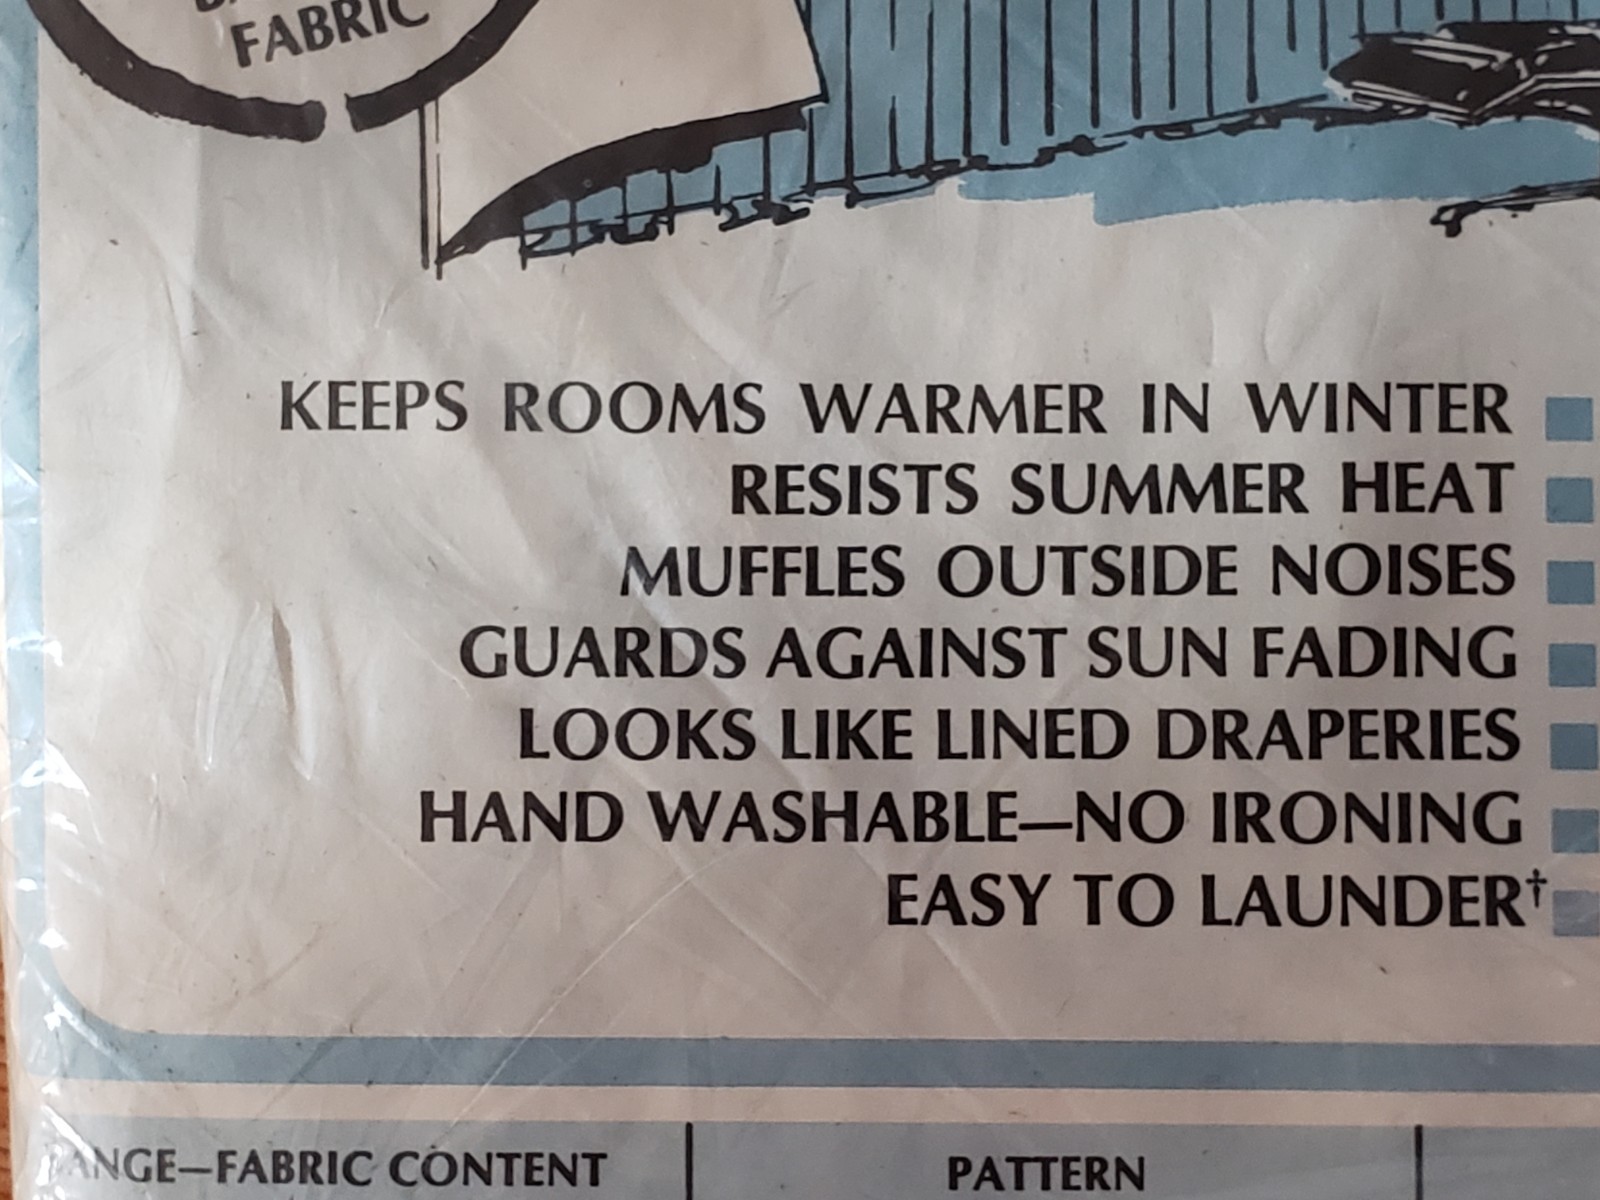 FABRIC
KEEPS ROOMS WARMER IN WINTER
RESISTS SUMMER HEAT
MUFFLES OUTSIDE NOISES
GUARDS AGAINST SUN FADING
LOOKS LIKE LINED DRAPERIES
HAND WASHABLE—NO IRONING
EASY TO LAUNDER†
ANGE—FABRIC CONTENT
PATTERN